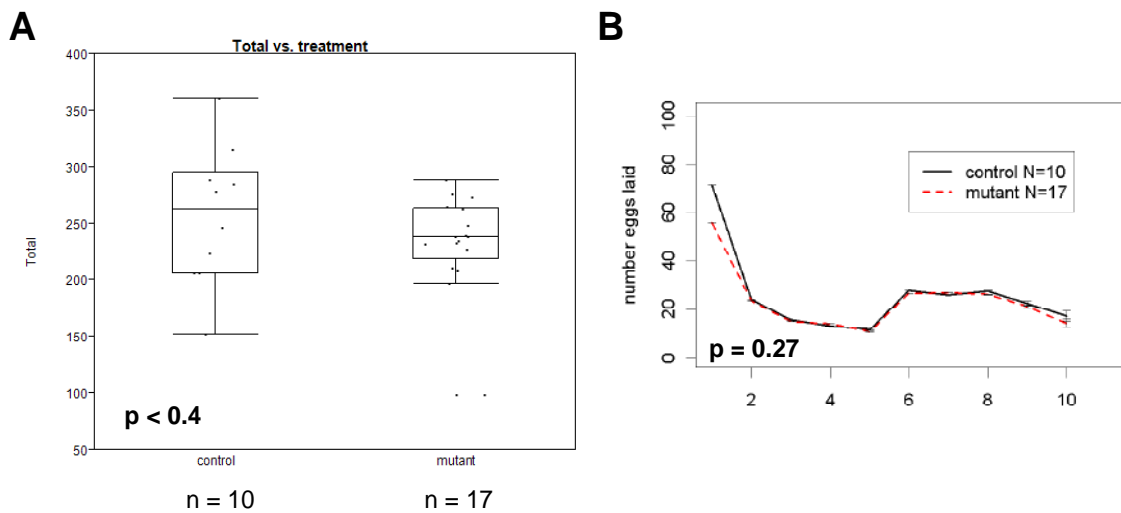 A
Total vs. treatment
400
350
300
250
200
150
100
50
Total
p < 0.4
control
mutant
n = 10
n = 17
B
100
80
60
40
20
0
number eggs laid
control N=10
mutant N=17
p = 0.27
2
4
6
8
10